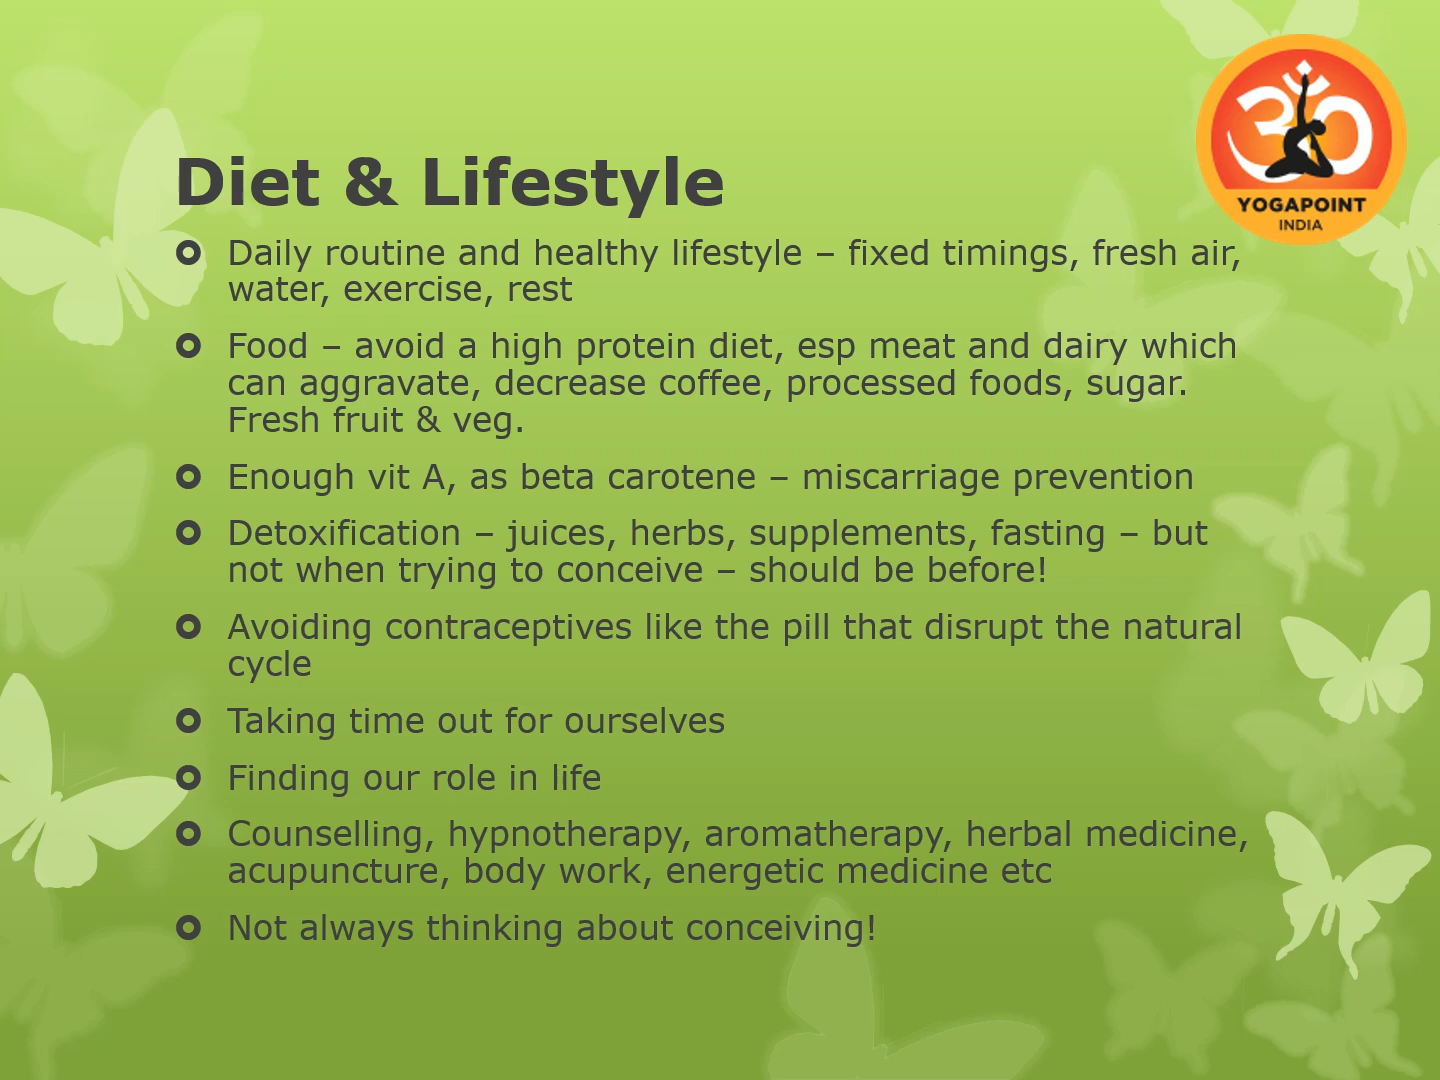 ॐ
YOGAPOINT
INDIA
Diet & Lifestyle
Daily routine and healthy lifestyle – fixed timings, fresh air,
water, exercise, rest
Food – avoid a high protein diet, esp meat and dairy which
can aggravate, decrease coffee, processed foods, sugar.
Fresh fruit & veg.
Enough vit A, as beta carotene – miscarriage prevention
Detoxification – juices, herbs, supplements, fasting – but
not when trying to conceive – should be before!
Avoiding contraceptives like the pill that disrupt the natural
cycle
Taking time out for ourselves
Finding our role in life
Counselling, hypnotherapy, aromatherapy, herbal medicine,
acupuncture, body work, energetic medicine etc
Not always thinking about conceiving!